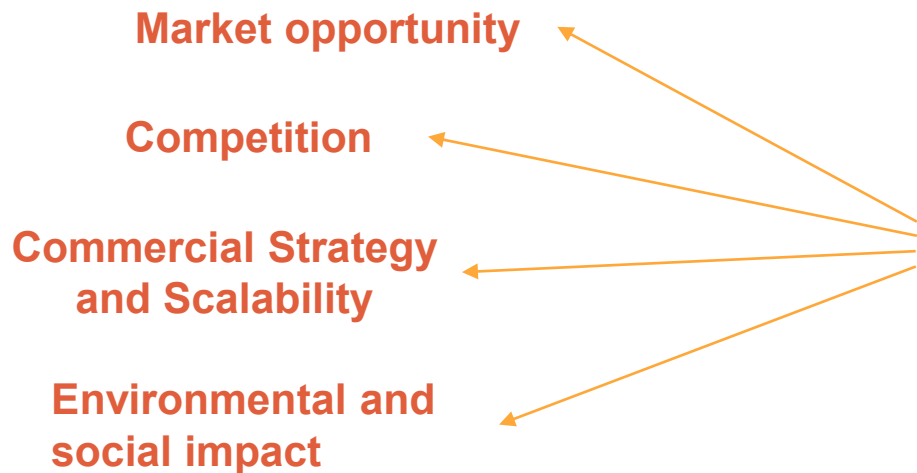 Market opportunity
Competition
Commercial Strategy
and Scalability
Environmental and
social impact